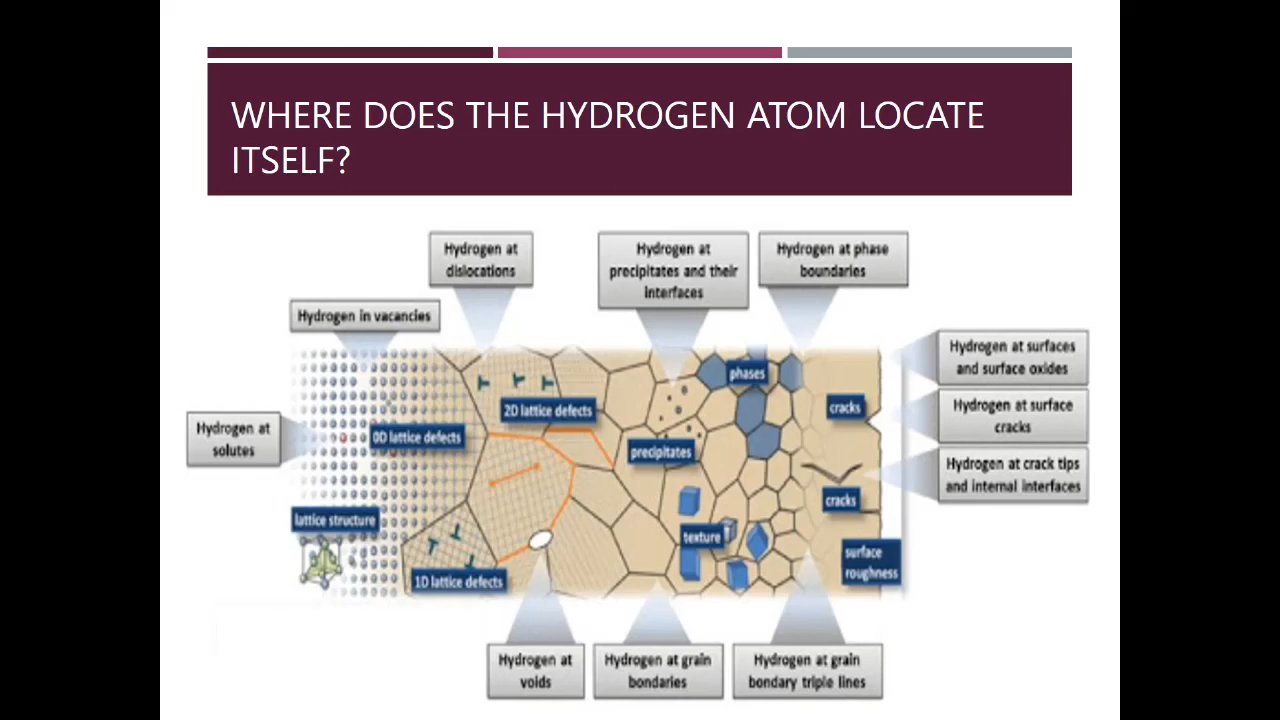 WHERE DOES THE HYDROGEN ATOM LOCATE
ITSELF?
Hydrogen at
dislocations
Hydrogen at
precipitates and their
interfaces
Hydrogen at phase
boundaries
Hydrogen in vacancies
Hydrogen at surfaces
and surface oxides
Hydrogen at surface
cracks
Hydrogen at crack tips
and internal interfaces
Hydrogen at
solutes
phases
cracks
2D lattice defects
0D lattice defects
precipitates
cracks
lattice structure
texture
surface
roughness
1D lattice defects
Hydrogen at
voids
Hydrogen at grain
bondaries
Hydrogen at grain
bondary triple lines